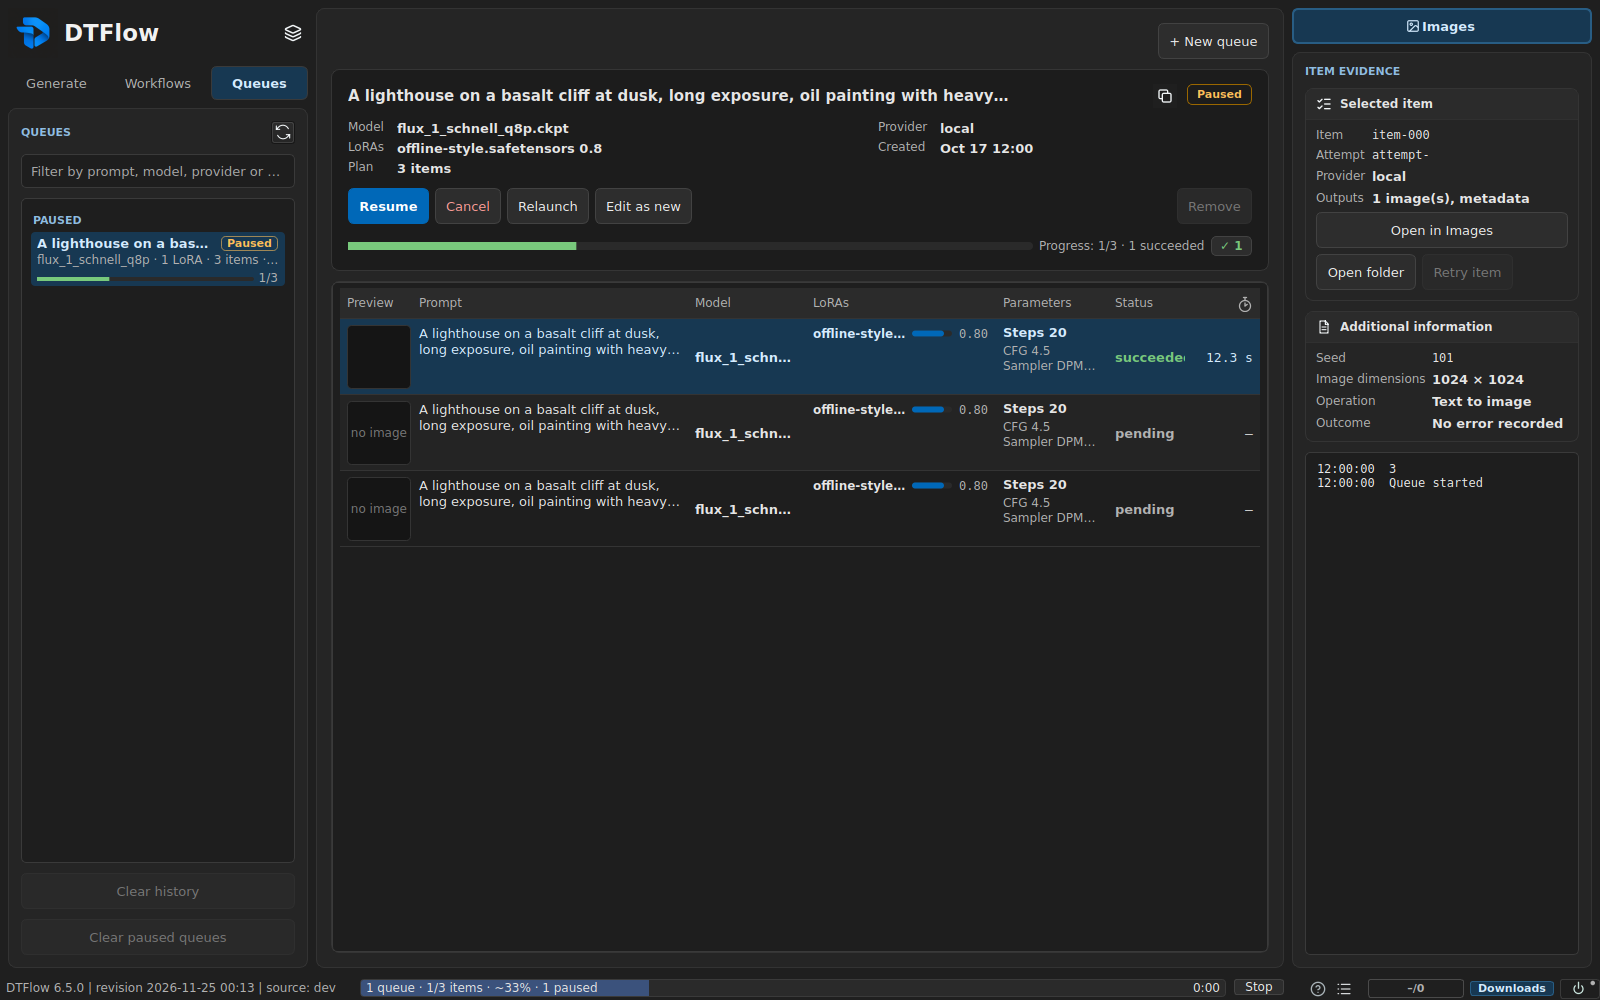 DTFlow
Generate Workflows Queues
QUEUES
Filter by prompt, model, provider or ...
PAUSED
A lighthouse on a bas... Paused
flux_1_schnell_q8p · 1 LoRA · 3 items ·...
1/3
Clear history
Clear paused queues
+ New queue
A lighthouse on a basalt cliff at dusk, long exposure, oil painting with heavy... Paused
Model flux_1_schnell_q8p.ckpt Provider local
LoRAs offline-style.safetensors 0.8 Created Oct 17 12:00
Plan 3 items
Resume Cancel Relaunch Edit as new Remove
Progress: 1/3 · 1 succeeded ✓ 1
Preview Prompt Model LoRAs Parameters Status
A lighthouse on a basalt cliff at dusk, offline-style... 0.80 Steps 20
long exposure, oil painting with heavy... flux_1_schn... CFG 4.5 succeeded 12.3 s
Sampler DPM...
no image A lighthouse on a basalt cliff at dusk, offline-style... 0.80 Steps 20
long exposure, oil painting with heavy... flux_1_schn... CFG 4.5 pending –
Sampler DPM...
no image A lighthouse on a basalt cliff at dusk, offline-style... 0.80 Steps 20
long exposure, oil painting with heavy... flux_1_schn... CFG 4.5 pending –
Sampler DPM...
Images
ITEM EVIDENCE
Selected item
Item item-000
Attempt attempt-
Provider local
Outputs 1 image(s), metadata
Open in Images
Open folder Retry item
Additional information
Seed 101
Image dimensions 1024 × 1024
Operation Text to image
Outcome No error recorded
12:00:00 3
12:00:00 Queue started
DTFlow 6.5.0 | revision 2026-11-25 00:13 | source: dev 1 queue · 1/3 items · ~33% · 1 paused 0:00 Stop –/0 Downloads